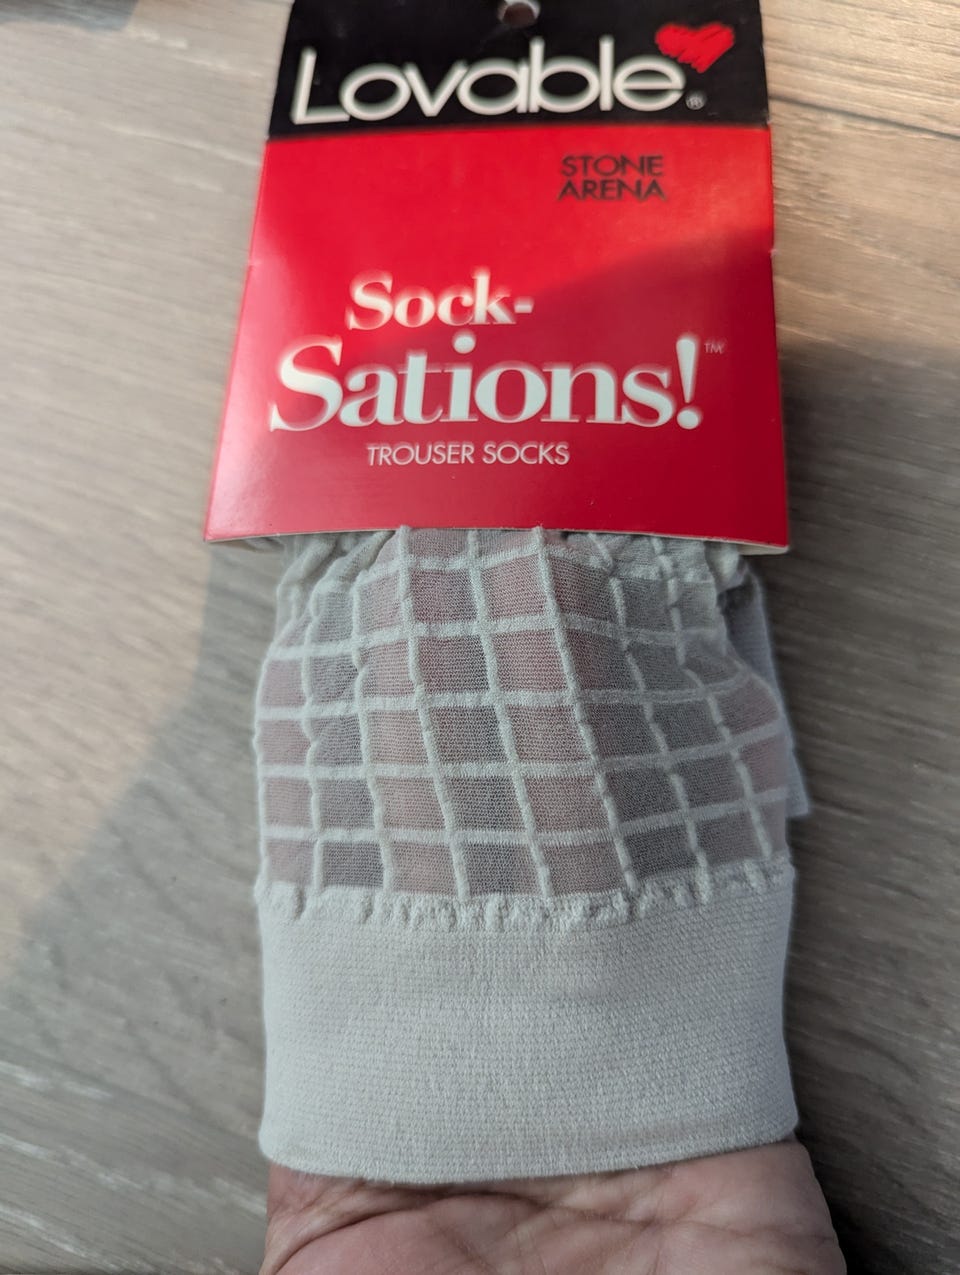 Lovable®
STONE
ARENA
Sock-
Sations!™
TROUSER SOCKS